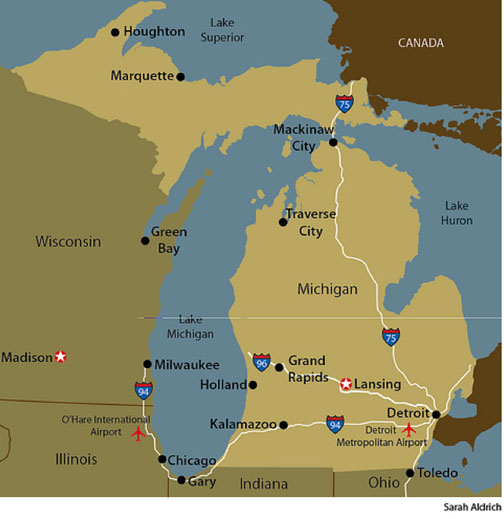 Houghton
Lake
Superior
CANADA
Marquette
75
Mackinaw
City
Lake
Huron
Traverse
City
Green
Bay
Wisconsin
Michigan
Lake
Michigan
75
Madison
Milwaukee
96
Grand
Rapids
94
Holland
Lansing
O'Hare International
Airport
Kalamazoo
94
Detroit
Detroit
Metropolitan Airport
Illinois
Chicago
Gary
Indiana
Ohio
Toledo
Sarah Aldrich